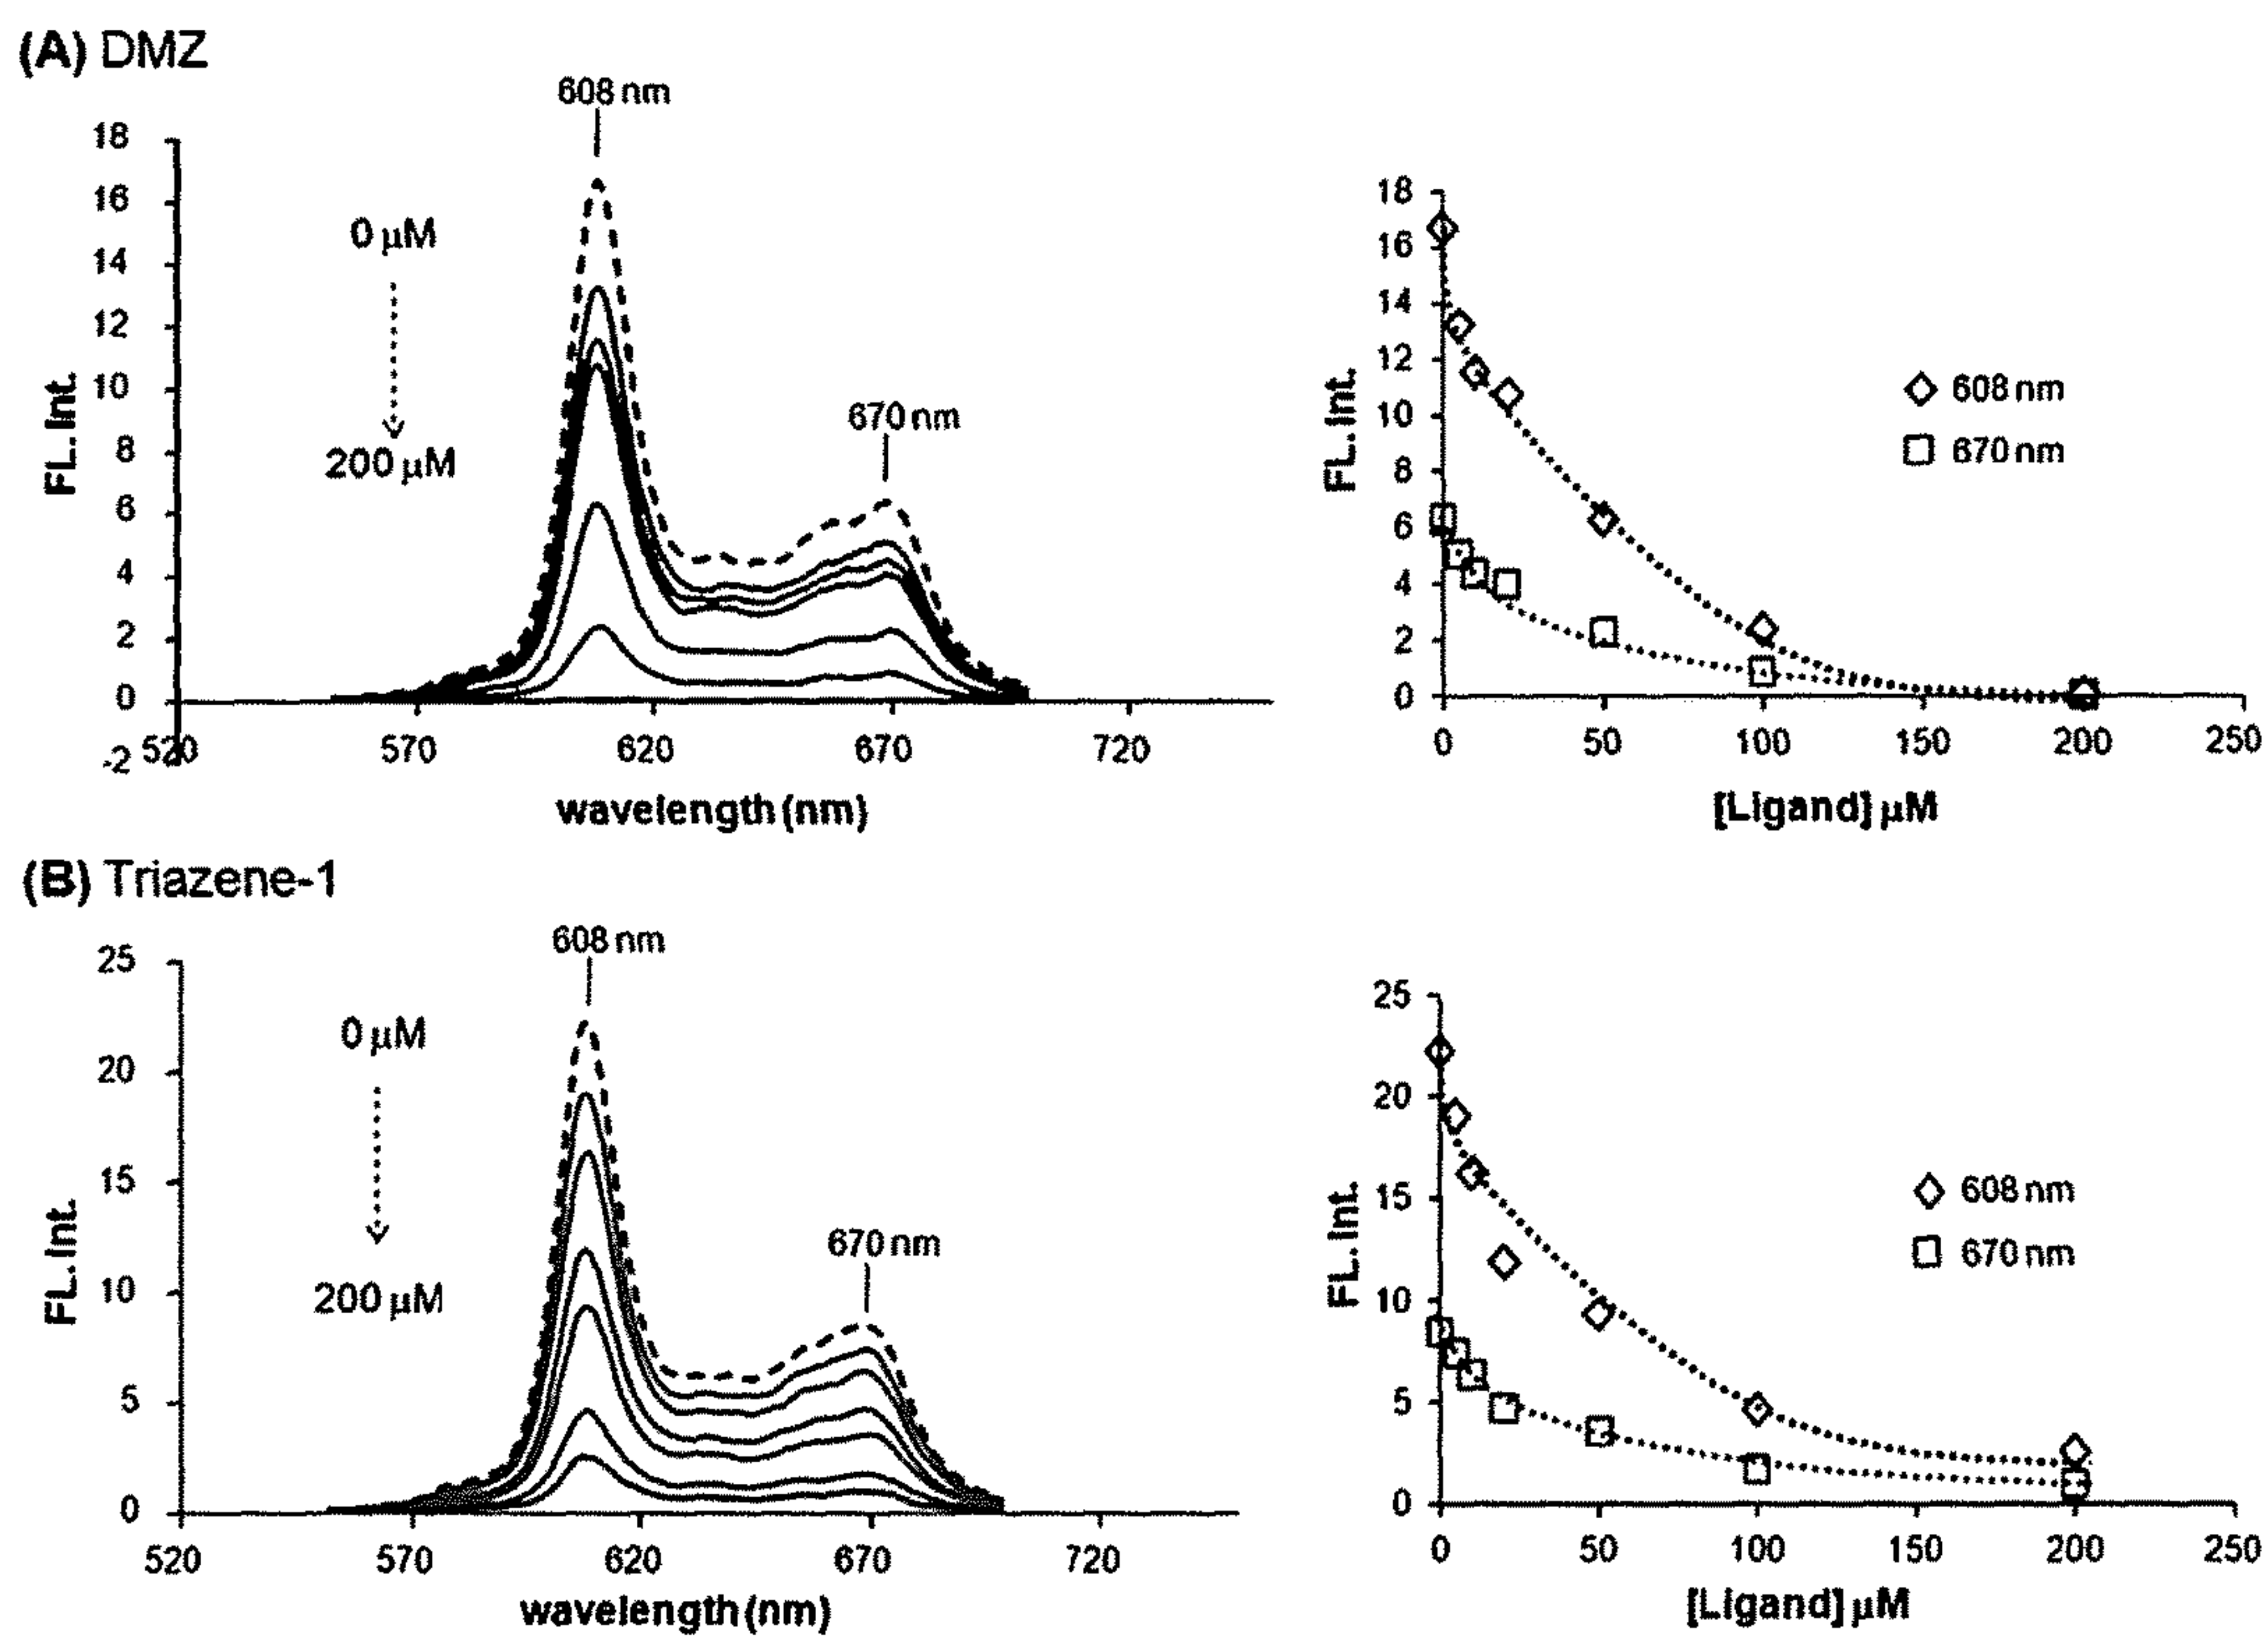 (A) DMZ
608 nm
18
16
14
12
10
8
6
4
2
0
-2
0 µM
200 µM
670 nm
FL. Int.
520 570 620 670 720
wavelength (nm)
18
16
14
12
10
8
6
4
2
0
FL. Int.
608 nm
670 nm
0 50 100 150 200 250
[Ligand] µM
(B) Triazene-1
608 nm
25
20
15
10
5
0
0 µM
200 µM
670 nm
FL. Int.
520 570 620 670 720
wavelength (nm)
25
20
15
10
5
0
FL. Int.
608 nm
670 nm
0 50 100 150 200 250
[Ligand] µM